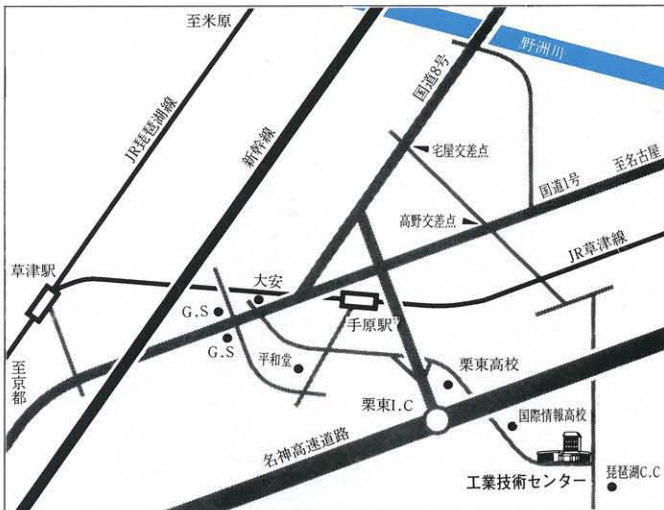 至米原
野洲川
国道8号
JR琵琶湖線
新幹線
宅屋交差点
至名古屋
国道1号
高野交差点
JR草津線
草津駅
大安
G.S
手原駅
G.S
平和堂
至京都
栗東高校
栗東I.C
国際情報高校
名神高速道路
工業技術センター
琵琶湖C.C